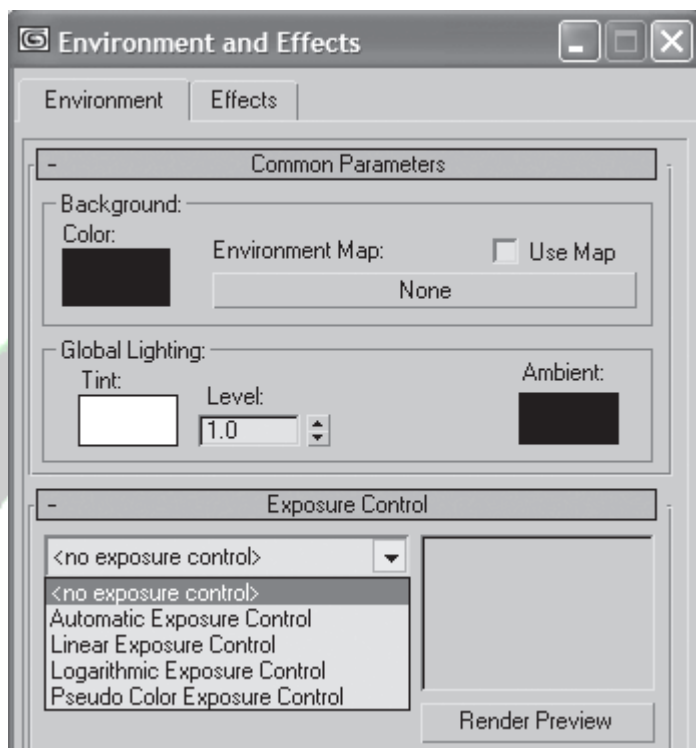 Environment and Effects
Environment Effects
- Common Parameters
Background:
Color:
Environment Map: Use Map
None
Global Lighting:
Tint:
Level:
Ambient:
1.0
- Exposure Control
<no exposure control>
<no exposure control>
Automatic Exposure Control
Linear Exposure Control
Logarithmic Exposure Control
Pseudo Color Exposure Control
Render Preview